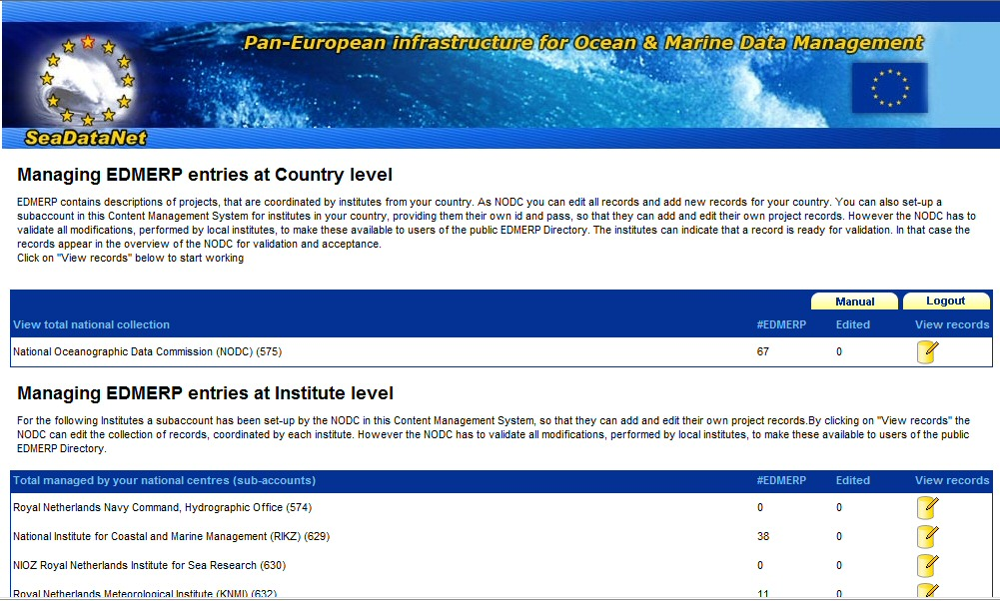 Pan-European infrastructure for Ocean & Marine Data Management
SeaDataNet
Managing EDMERP entries at Country level
EDMERP contains descriptions of projects, that are coordinated by institutes from your country. As NODC you can edit all records and add new records for your country. You can also set-up a
subaccount in this Content Management System for institutes in your country, providing them their own id and pass, so that they can add and edit their own project records. However the NODC has to
validate all modifications, performed by local institutes, to make these available to users of the public EDMERP Directory. The institutes can indicate that a record is ready for validation. In that case the
records appear in the overview of the NODC for validation and acceptance.
Click on "View records" below to start working
Manual Logout
View total national collection #EDMERP Edited View records
National Oceanographic Data Commission (NODC) (575) 67 0
Managing EDMERP entries at Institute level
For the following Institutes a subaccount has been set-up by the NODC in this Content Management System, so that they can add and edit their own project records.By clicking on "View records" the
NODC can edit the collection of records, coordinated by each institute. However the NODC has to validate all modifications, performed by local institutes, to make these available to users of the public
EDMERP Directory.
Total managed by your national centres (sub-accounts) #EDMERP Edited View records
Royal Netherlands Navy Command, Hydrographic Office (574) 0 0
National Institute for Coastal and Marine Management (RIKZ) (629) 38 0
NIOZ Royal Netherlands Institute for Sea Research (630) 0 0
Royal Netherlands Meteorological Institute (KNMI) (632) 11 0